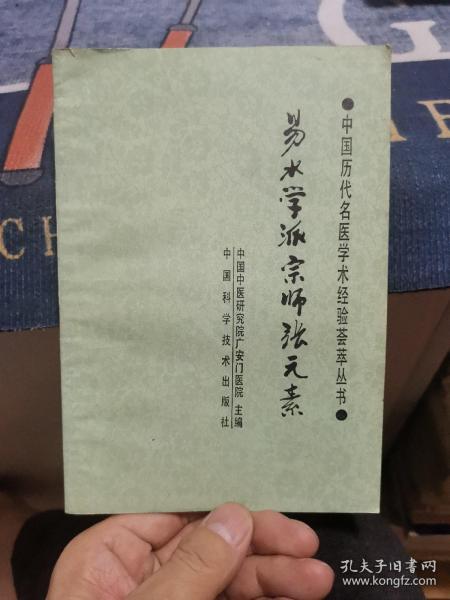 ●中国历代名医学术经验荟萃丛书●
易水学派宗师张元素
中国中医研究院广安门医院 主编
中国科学技术出版社
G
CH
孔夫子旧书网
www.kongfz.com